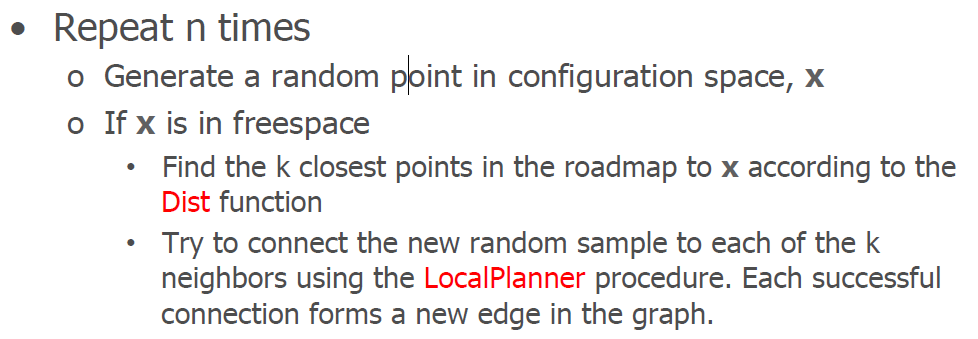 • Repeat n times
o Generate a random point in configuration space, x
o If x is in freespace
• Find the k closest points in the roadmap to x according to the
Dist function
• Try to connect the new random sample to each of the k
neighbors using the LocalPlanner procedure. Each successful
connection forms a new edge in the graph.